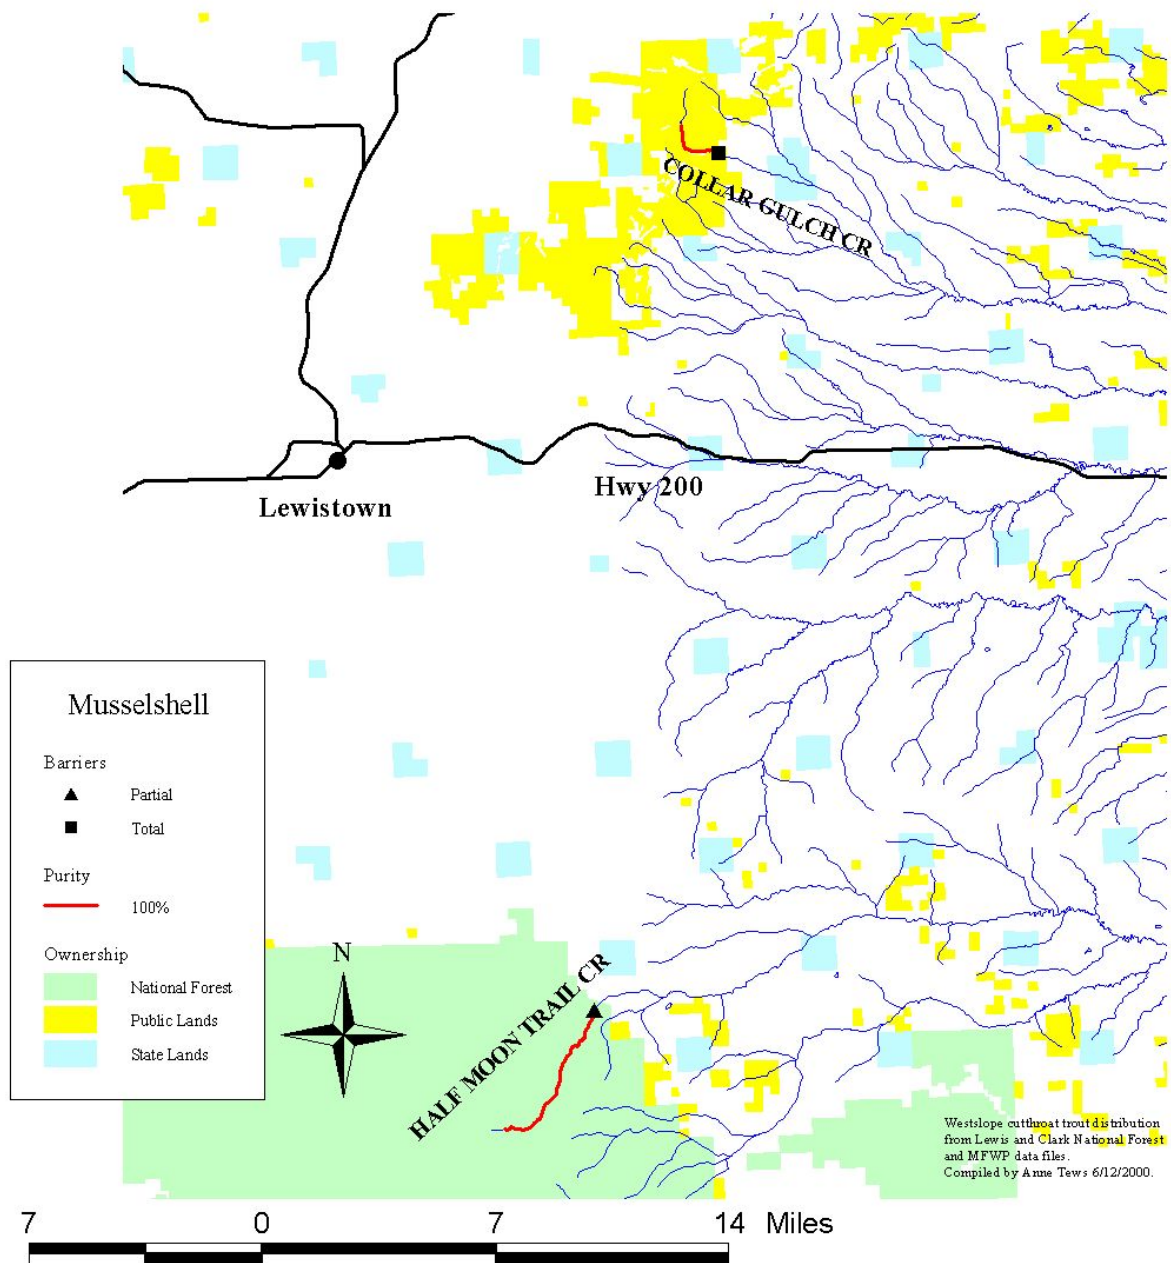 COLLAR GULCH CR
Lewistown
Hwy 200
Musselshell
Barriers
Partial
Total
Purity
100%
Ownership
National Forest
Public Lands
State Lands
N
HALF MOON TRAIL CR
Westslope cutthroat trout distribution
from Lewis and Clark National Forest
and MFWP data files.
Compiled by Anne Tews 6/12/2000.
7 0 7 14 Miles